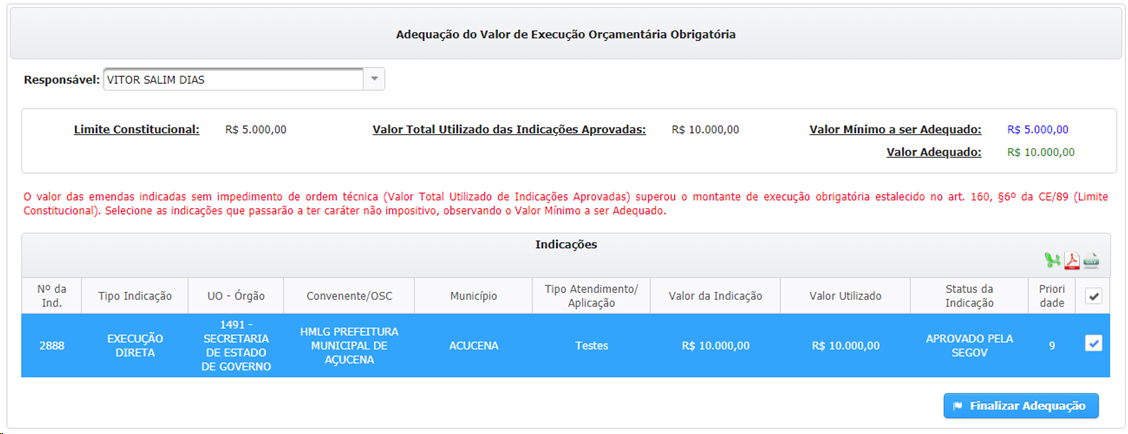 Adequação do Valor de Execução Orçamentária Obrigatória
Responsável: VITOR SALIM DIAS
Limite Constitucional: R$ 5.000,00 Valor Total Utilizado das Indicações Aprovadas: R$ 10.000,00 Valor Mínimo a ser Adequado: R$ 5.000,00
Valor Adequado: R$ 10.000,00
O valor das emendas indicadas sem impedimento de ordem técnica (Valor Total Utilizado de Indicações Aprovadas) superou o montante de execução obrigatória estalecido no art. 160, §6º da CE/89 (Limite
Constitucional). Selecione as indicações que passarão a ter caráter não impositivo, observando o Valor Mínimo a ser Adequado.
Indicações
Nº da
Ind.
Tipo Indicação
UO - Órgão
Convenente/OSC
Município
Tipo Atendimento/
Aplicação
Valor da Indicação
Valor Utilizado
Status da
Indicação
Priori
dade
2888
EXECUÇÃO
DIRETA
1491 -
SECRETARIA
DE ESTADO
DE GOVERNO
HMLG PREFEITURA
MUNICIPAL DE
AÇUCENA
ACUCENA
Testes
R$ 10.000,00
R$ 10.000,00
APROVADO PELA
SEGOV
9
Finalizar Adequação